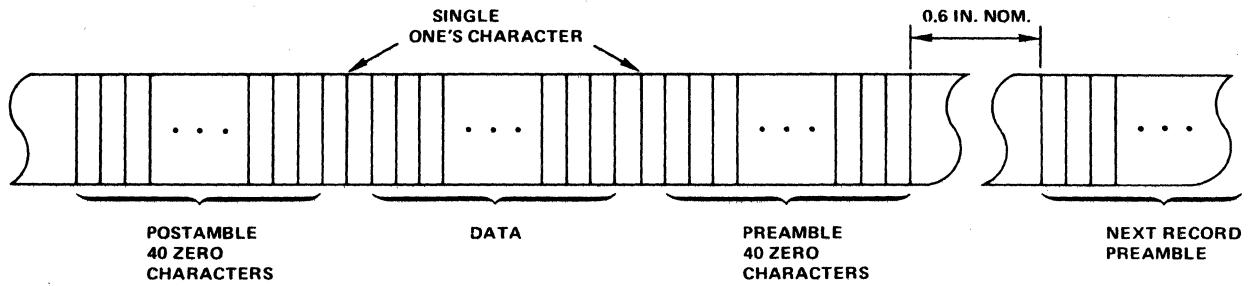 SINGLE
ONE'S CHARACTER
0.6 IN. NOM.
. . .
. . .
. . .
. . .
POSTAMBLE
40 ZERO
CHARACTERS
DATA
PREAMBLE
40 ZERO
CHARACTERS
NEXT RECORD
PREAMBLE